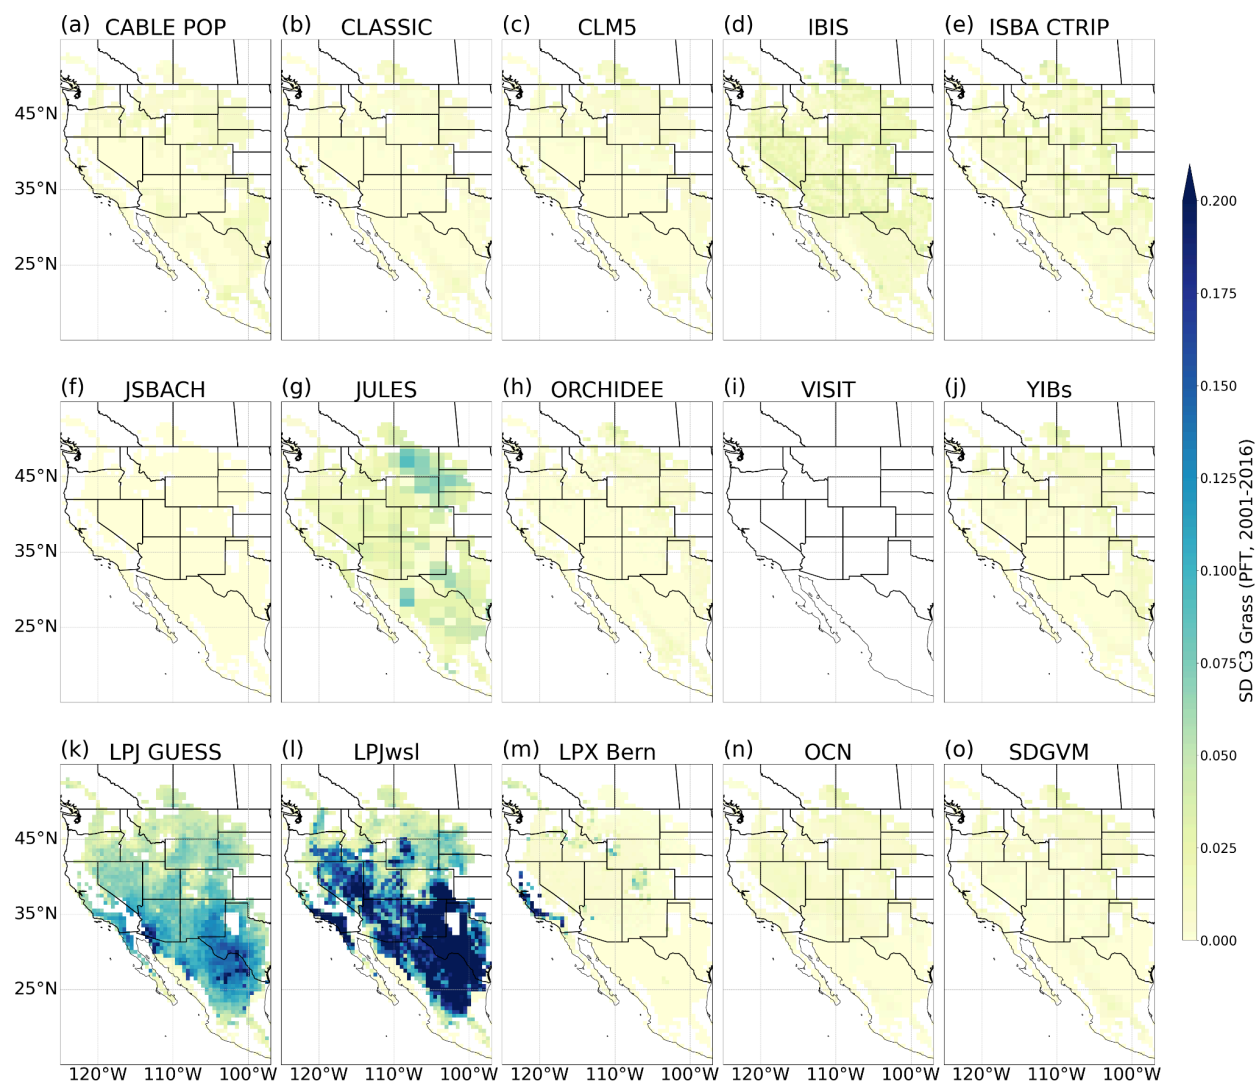 (a) CABLE POP
(b) CLASSIC
(c) CLM5
(d) IBIS
(e) ISBA CTRIP
45°N
35°N
25°N
(f) JSBACH
(g) JULES
(h) ORCHIDEE
(i) VISIT
(j) YIBs
45°N
35°N
25°N
(k) LPJ GUESS
(l) LPJwsl
(m) LPX Bern
(n) OCN
(o) SDGVM
45°N
35°N
25°N
120°W 110°W 100°W
120°W 110°W 100°W
120°W 110°W 100°W
120°W 110°W 100°W
120°W 110°W 100°W
0.200
0.175
0.150
0.125
0.100
0.075
0.050
0.025
0.000
SD C3 Grass (PFT, 2001-2016)